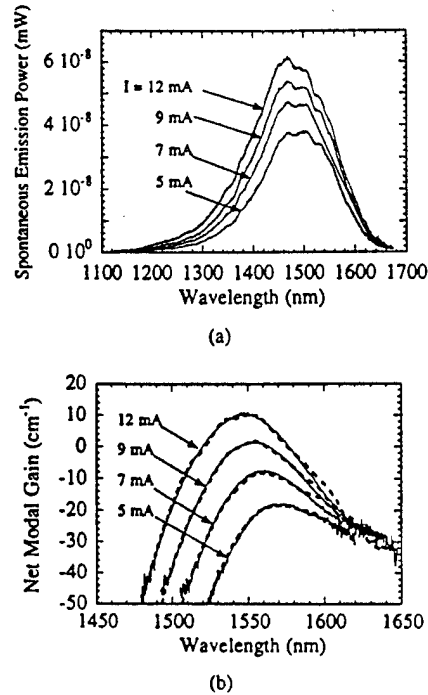 Spontaneous Emission Power (mW)
6 10⁻⁸
4 10⁻⁸
2 10⁻⁸
0 10⁰
I = 12 mA
9 mA
7 mA
5 mA
1100 1200 1300 1400 1500 1600 1700
Wavelength (nm)
(a)
Net Modal Gain (cm⁻¹)
20
10
0
-10
-20
-30
-40
-50
12 mA
9 mA
7 mA
5 mA
1450 1500 1550 1600 1650
Wavelength (nm)
(b)